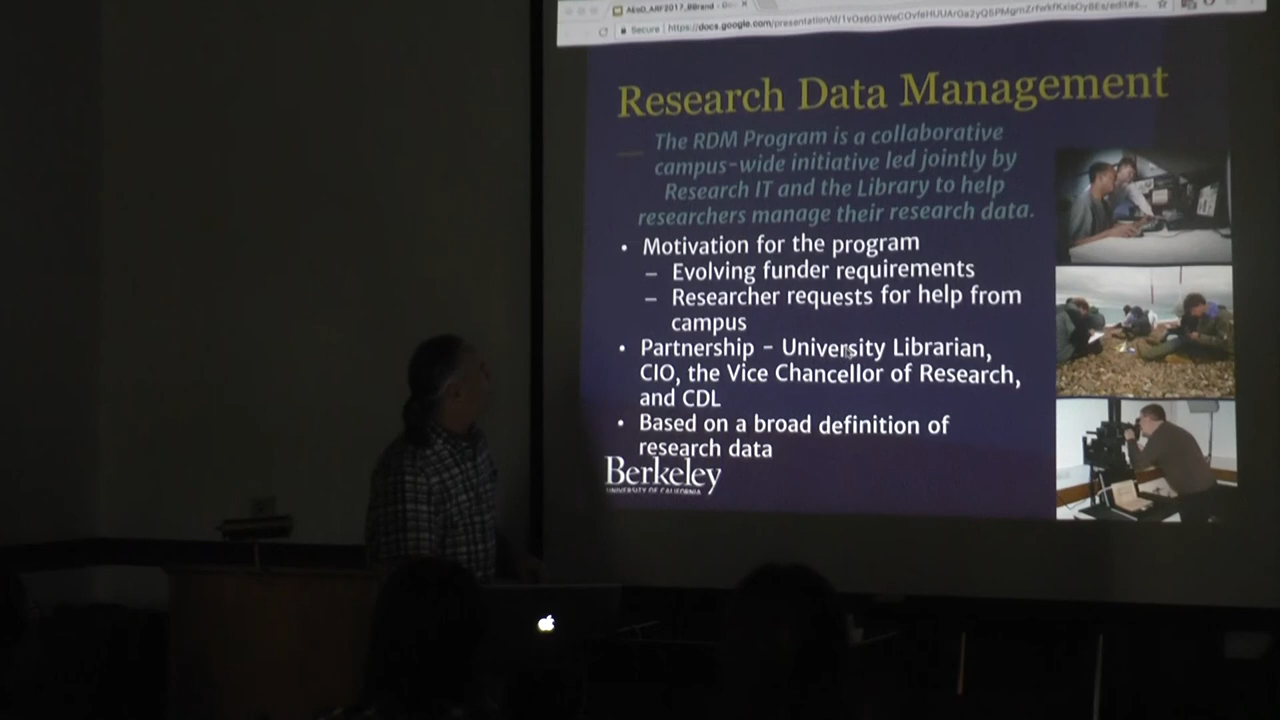 Secure
Research Data Management
The RDM Program is a collaborative
campus-wide initiative led jointly by
Research IT and the Library to help
researchers manage their research data.
• Motivation for the program
– Evolving funder requirements
– Researcher requests for help from
campus
• Partnership – University Librarian,
CIO, the Vice Chancellor of Research,
and CDL
• Based on a broad definition of
research data
Berkeley
UNIVERSITY OF CALIFORNIA